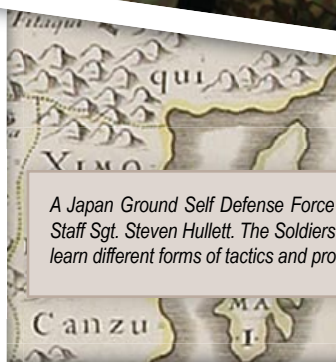 Fitaqui
qui
XIMO
A Japan Ground Self Defense Force
Staff Sgt. Steven Hullett. The Soldiers
learn different forms of tactics and pro
MA
Canzu
I.